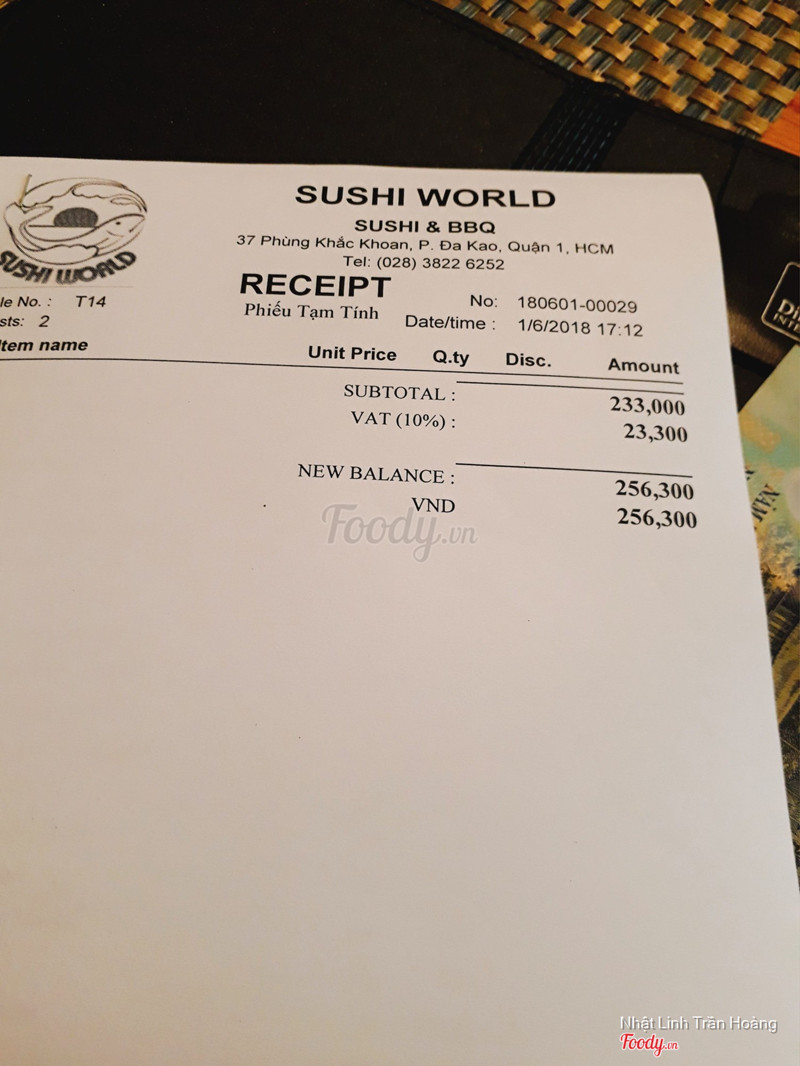 SUSHI WORLD
SUSHI WORLD
SUSHI & BBQ
37 Phùng Khắc Khoan, P. Đa Kao, Quận 1, HCM
Tel: (028) 3822 6252
RECEIPT
Phiếu Tạm Tính
le No. : T14
No: 180601-00029
sts: 2
Date/time : 1/6/2018 17:12
Item name Unit Price Q.ty Disc. Amount
SUBTOTAL : 233,000
VAT (10%) : 23,300
NEW BALANCE : 256,300
VND 256,300
Foody.vn
NĂM
Nhật Linh Trần Hoàng
Foody.vn